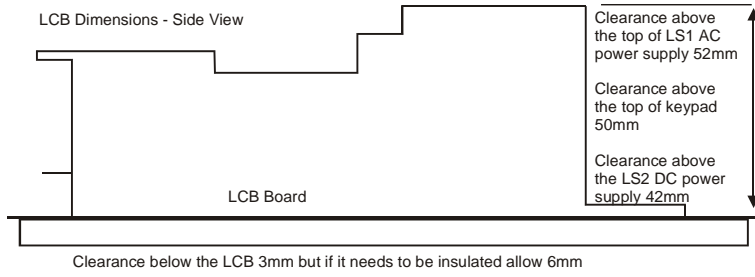 LCB Dimensions - Side View
Clearance above
the top of LS1 AC
power supply 52mm
Clearance above
the top of keypad
50mm
Clearance above
the LS2 DC power
supply 42mm
LCB Board
Clearance below the LCB 3mm but if it needs to be insulated allow 6mm